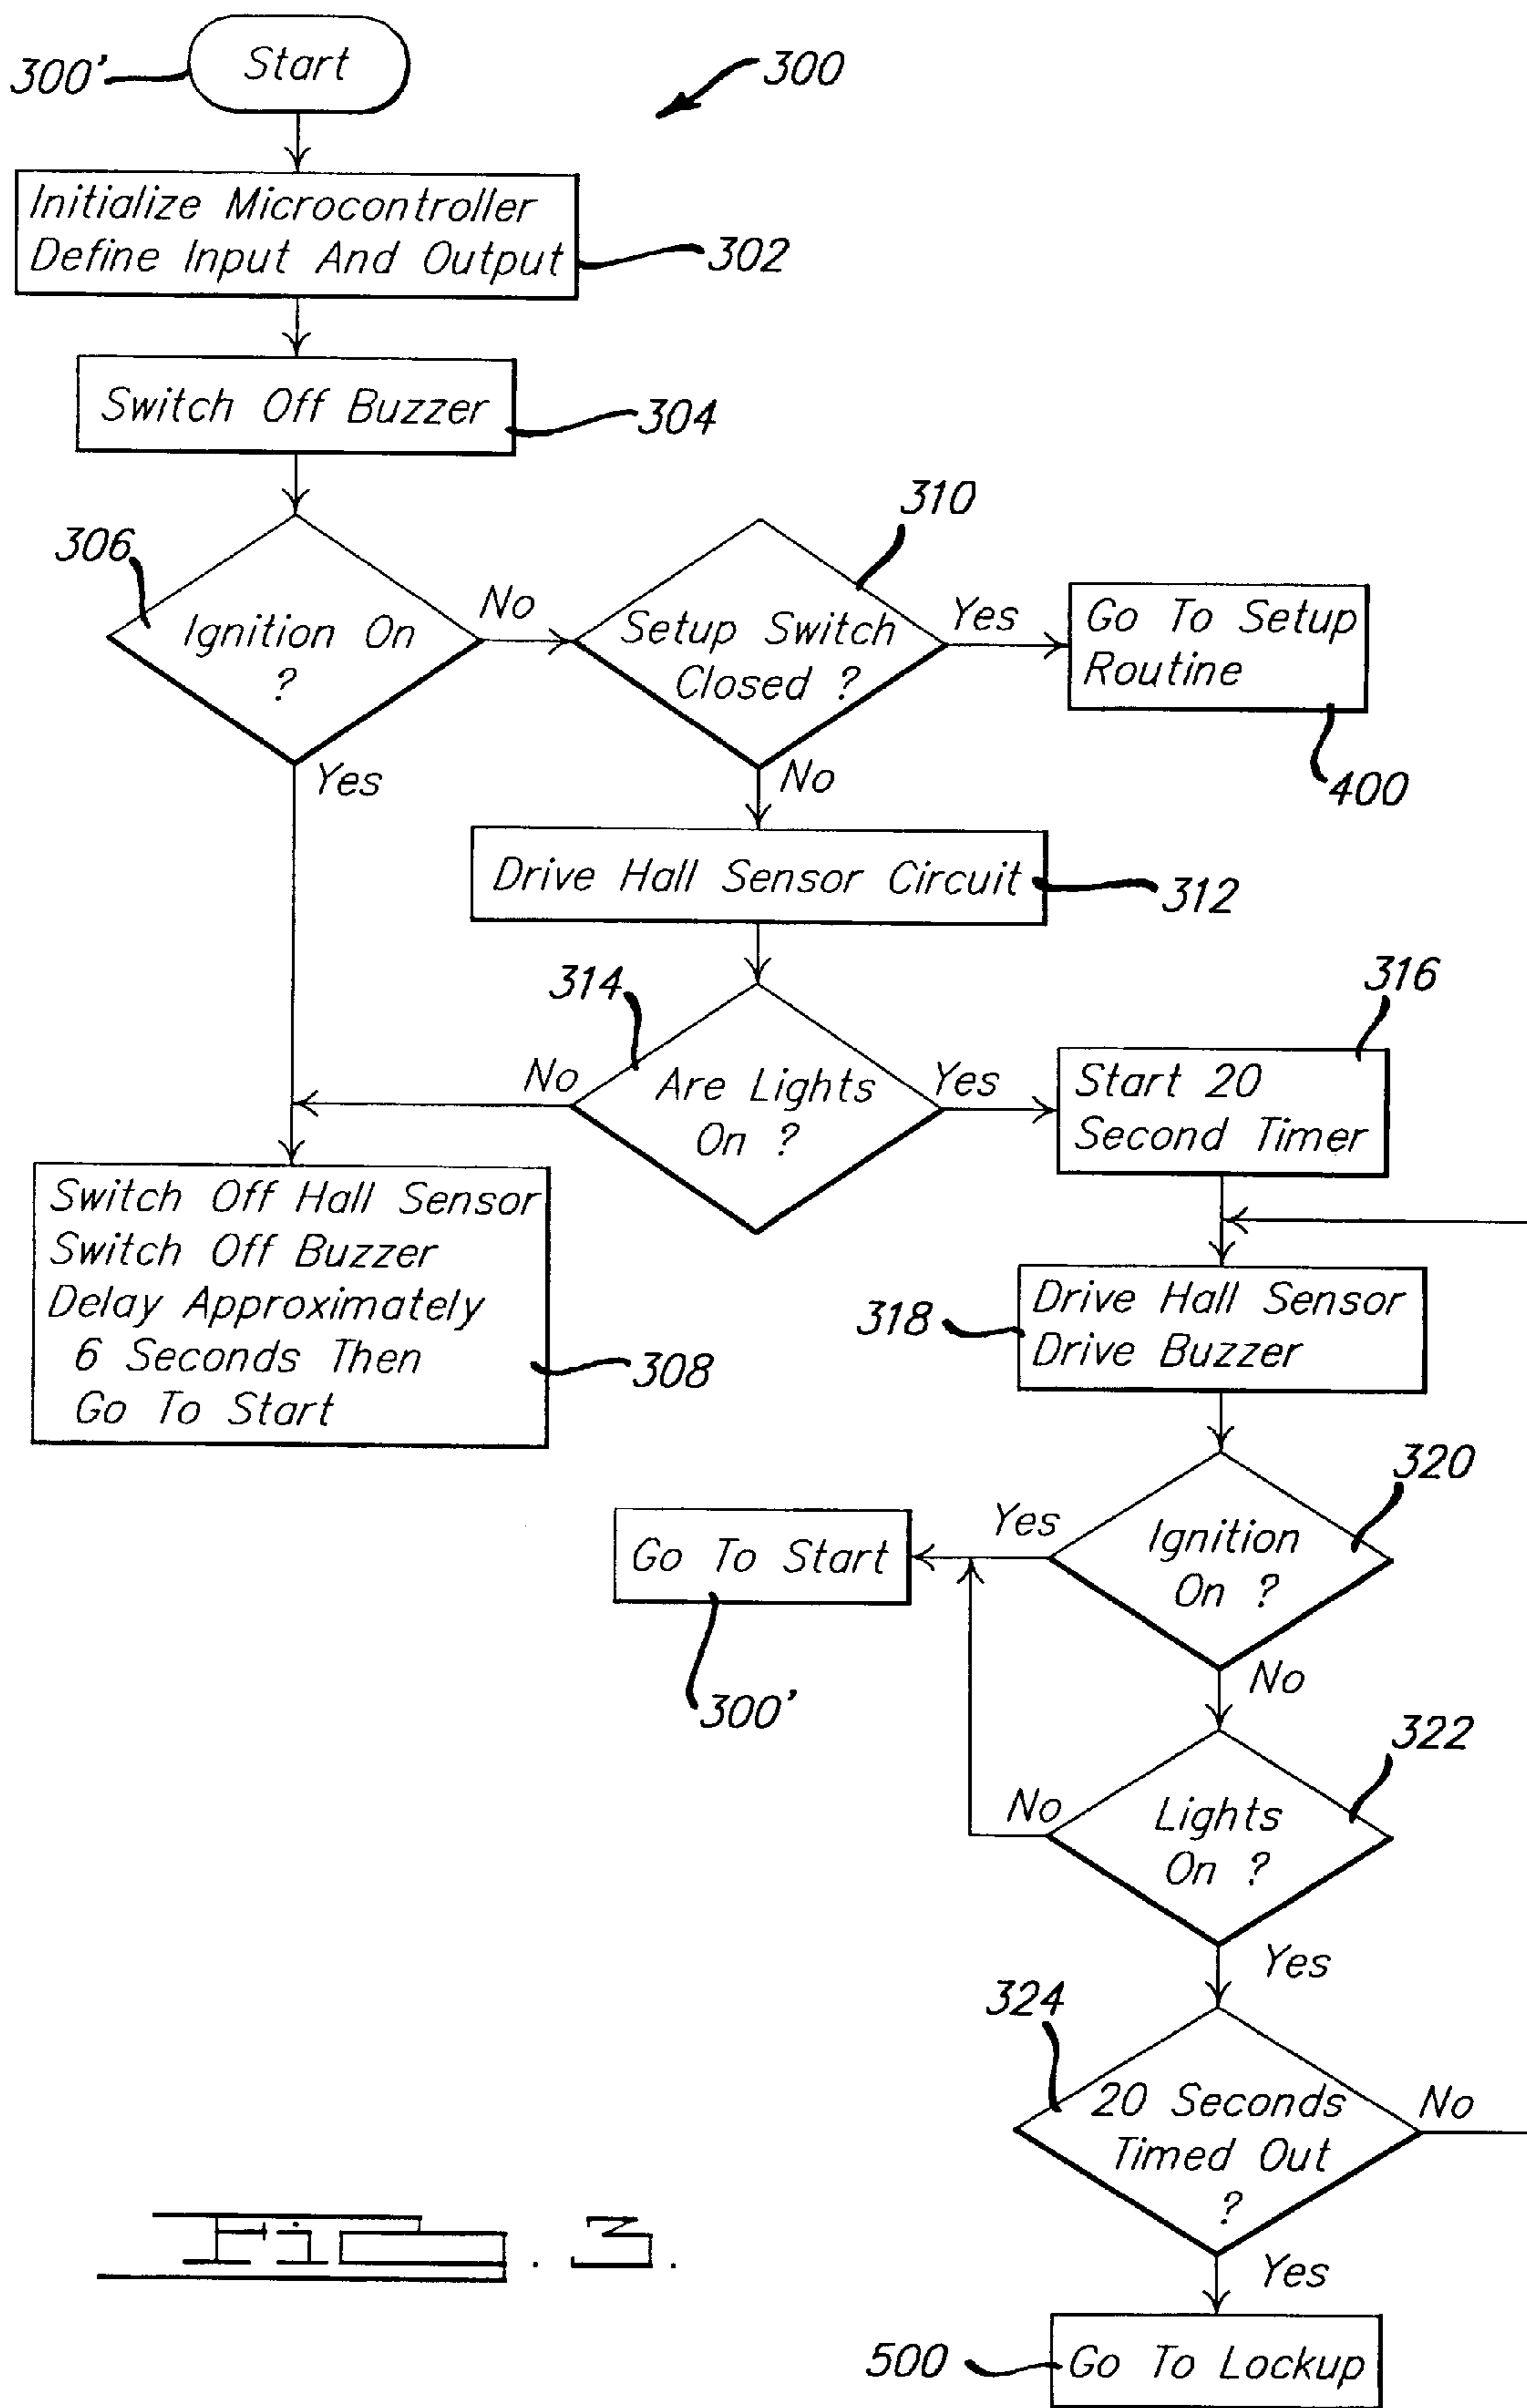 300'
Start
300
Initialize Microcontroller
Define Input And Output
302
Switch Off Buzzer
304
306
Ignition On
?
No
Yes
310
Setup Switch
Closed ?
Yes
No
Go To Setup
Routine
400
Drive Hall Sensor Circuit
312
314
Are Lights
On ?
No
Yes
316
Start 20
Second Timer
Switch Off Hall Sensor
Switch Off Buzzer
Delay Approximately
6 Seconds Then
Go To Start
308
318
Drive Hall Sensor
Drive Buzzer
320
Ignition
On ?
Yes
No
Go To Start
300'
322
Lights
On ?
No
Yes
324
20 Seconds
Timed Out
?
No
Yes
500
Go To Lockup
Fig. 3.